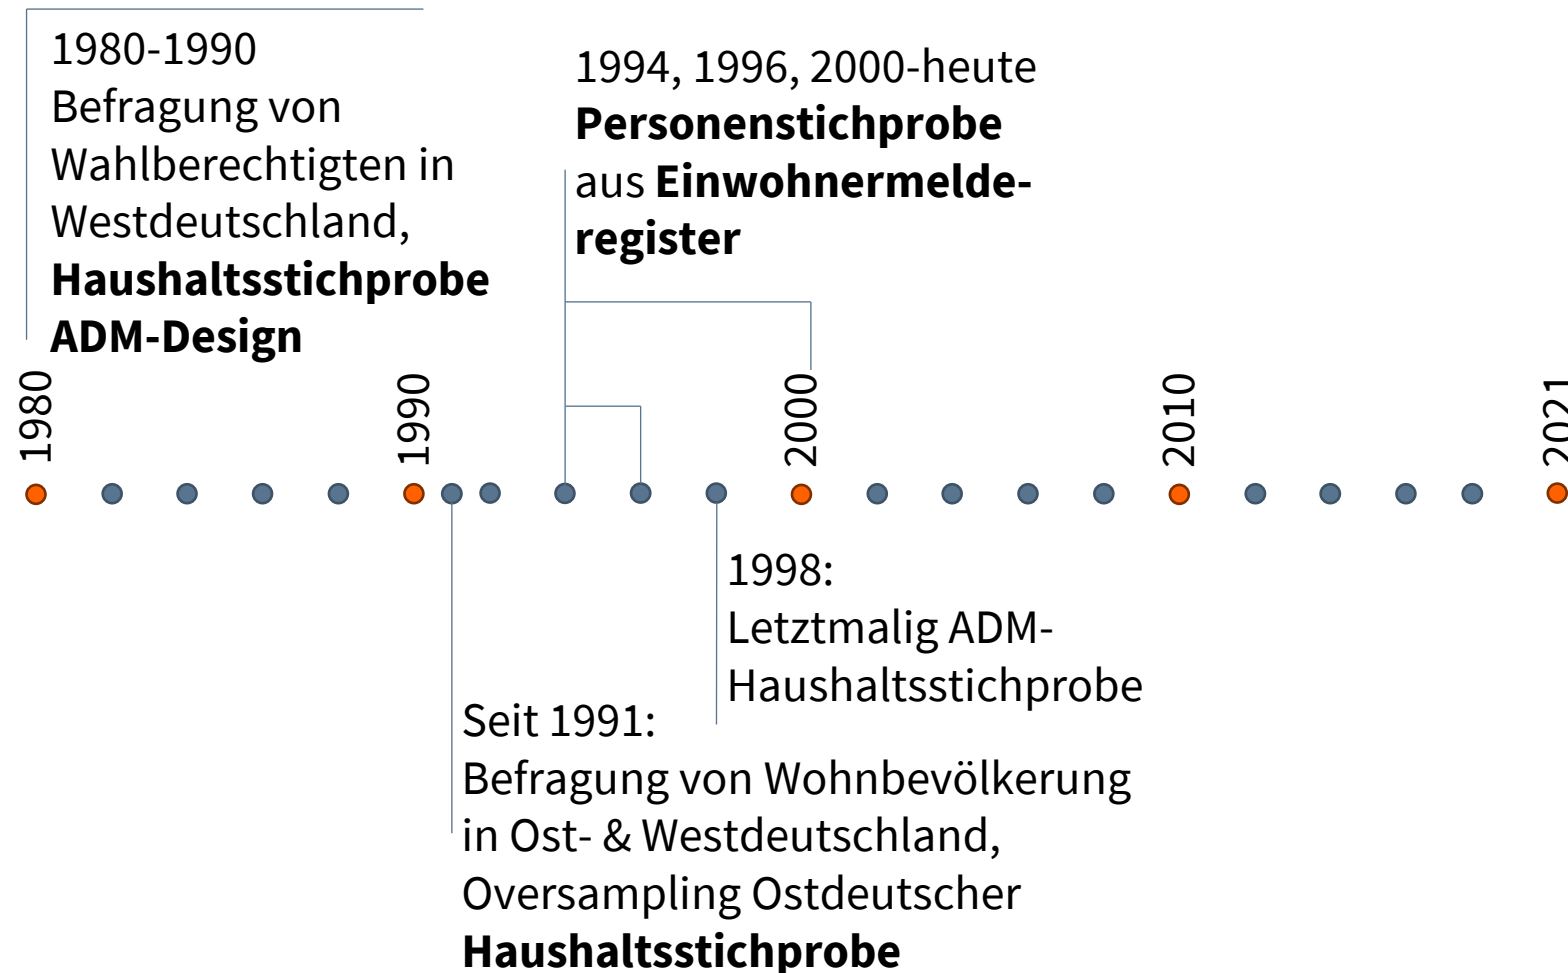 1980-1990
Befragung von
Wahlberechtigten in
Westdeutschland,
Haushaltsstichprobe
ADM-Design
1994, 1996, 2000-heute
Personenstichprobe
aus Einwohnermelde-
register
1980
1990
2000
2010
2021
1998:
Letztmalig ADM-
Haushaltsstichprobe
Seit 1991:
Befragung von Wohnbevölkerung
in Ost- & Westdeutschland,
Oversampling Ostdeutscher
Haushaltsstichprobe